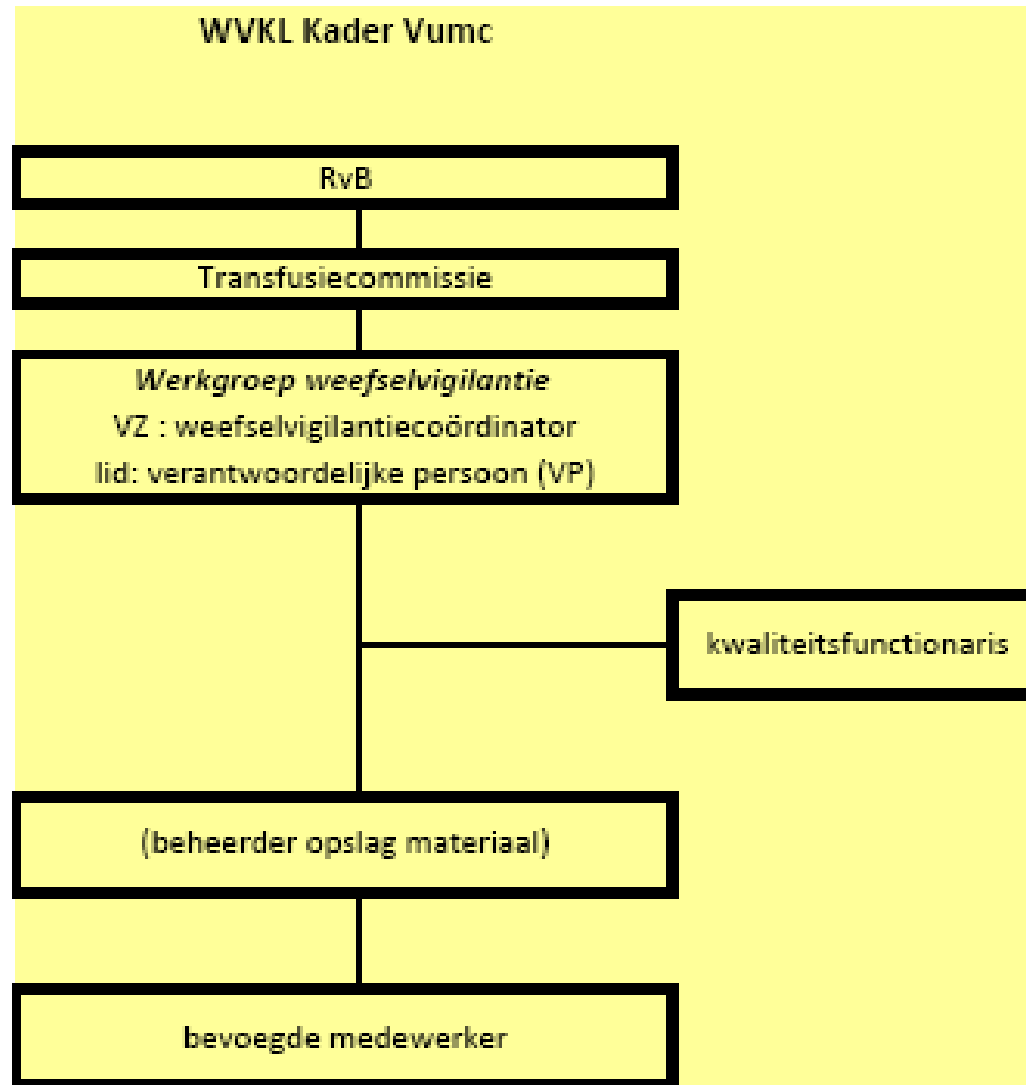 WVKL Kader Vumc
RvB
Transfusiecommissie
Werkgroep weefselvigilantie
VZ : weefselvigilantiecoördinator
lid: verantwoordelijke persoon (VP)
kwaliteitsfunctionaris
(beheerder opslag materiaal)
bevoegde medewerker